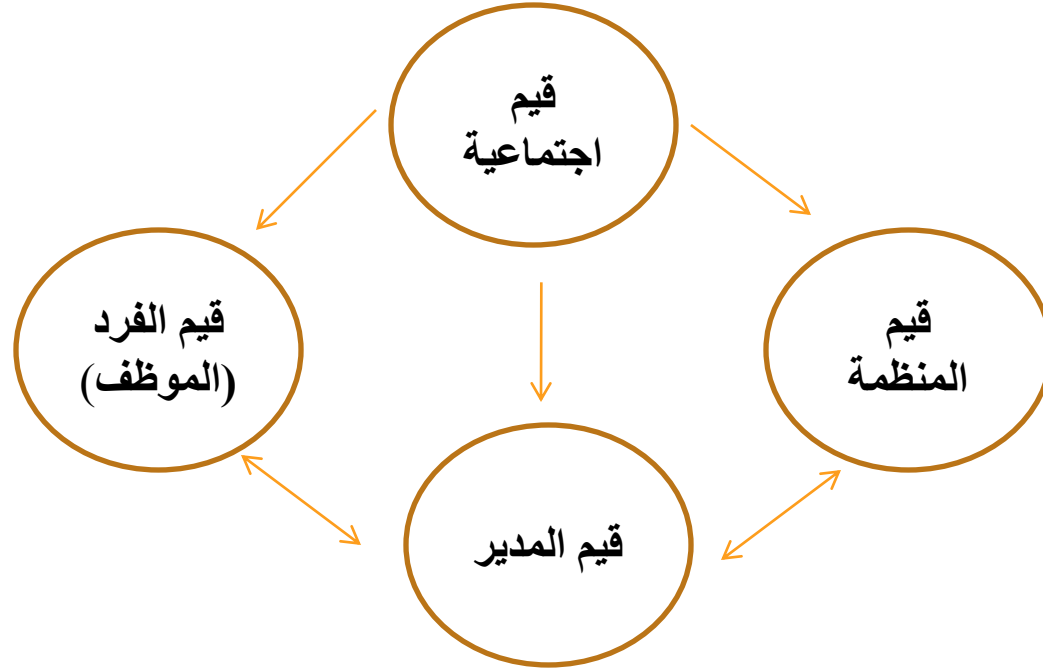 قيم
اجتماعية
قيم
المنظمة
قيم الفرد
(الموظف)
قيم المدير